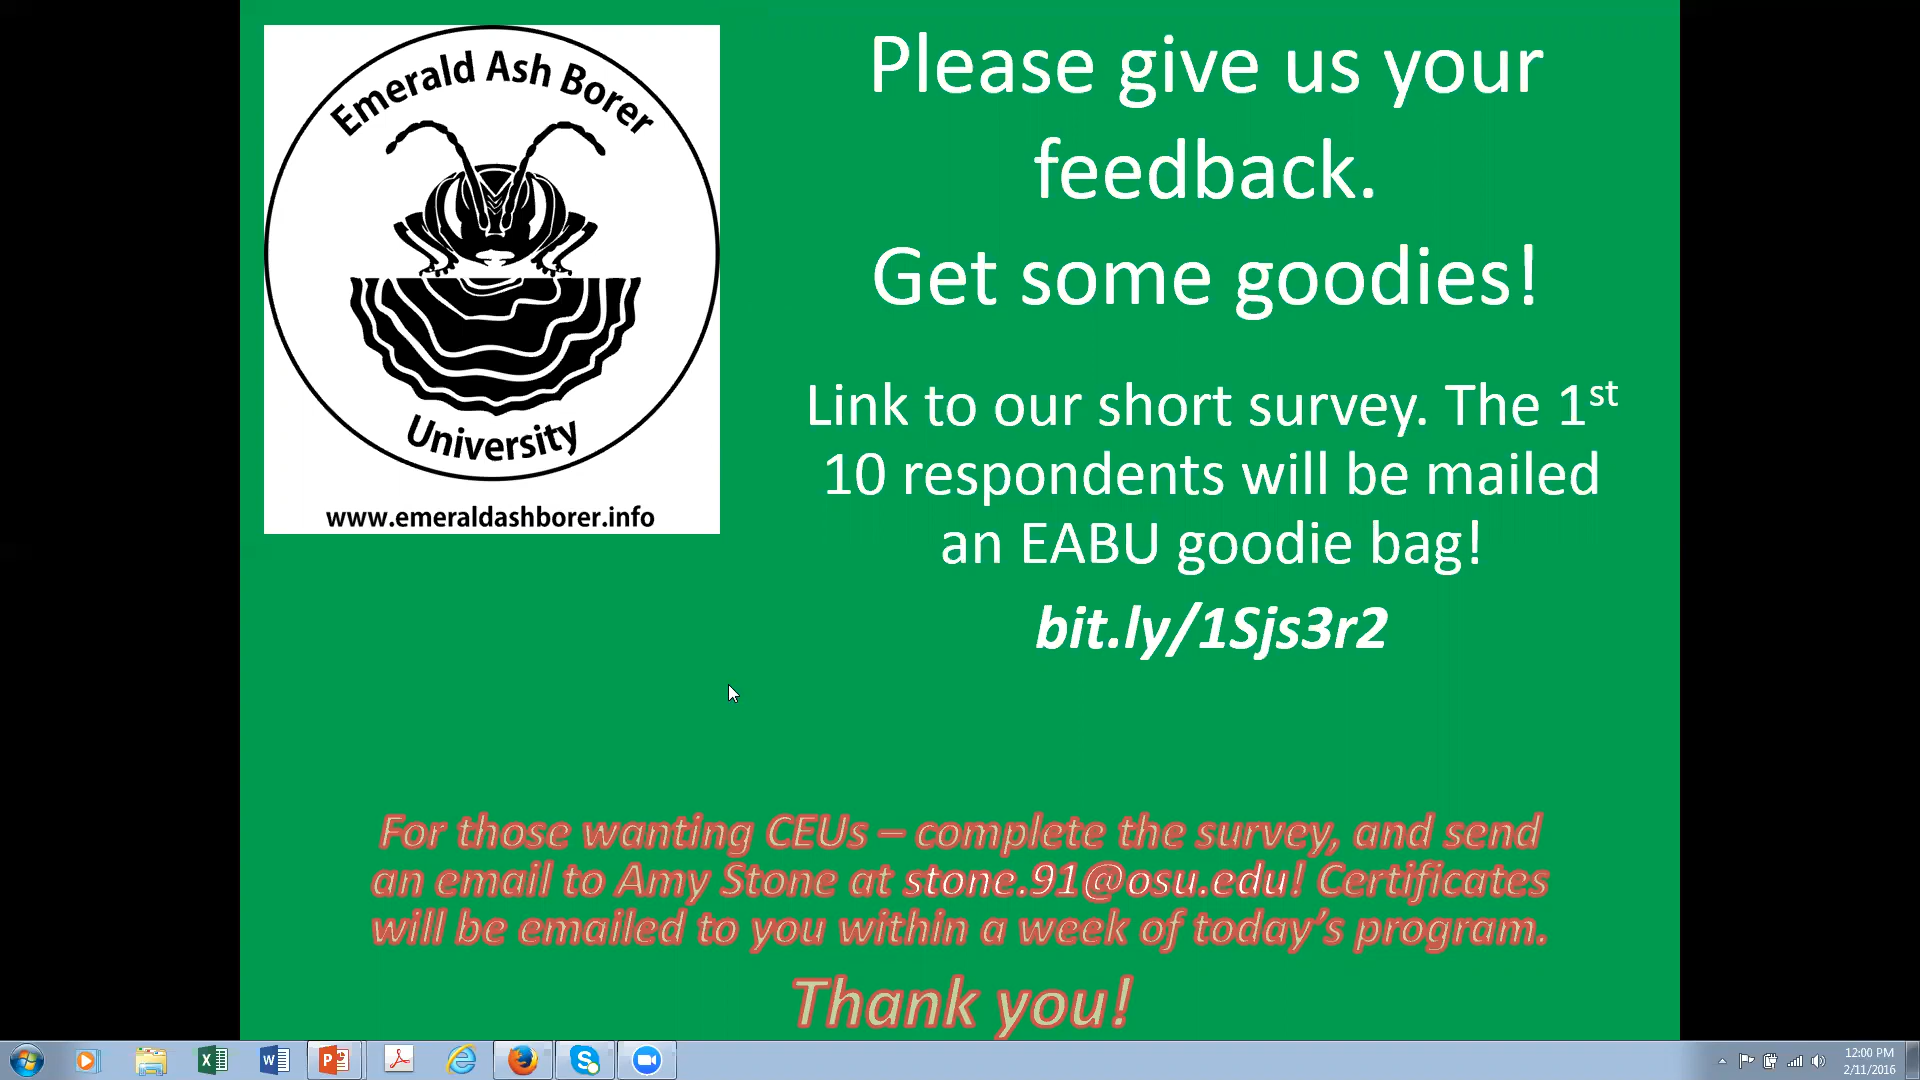 Emerald Ash Borer
University
www.emeraldashborer.info
Please give us your
feedback.
Get some goodies!
Link to our short survey. The 1st
10 respondents will be mailed
an EABU goodie bag!
bit.ly/1Sjs3r2
For those wanting CEUs – complete the survey, and send
an email to Amy Stone at stone.91@osu.edu! Certificates
will be emailed to you within a week of today’s program.
Thank you!
12:00 PM
2/11/2016